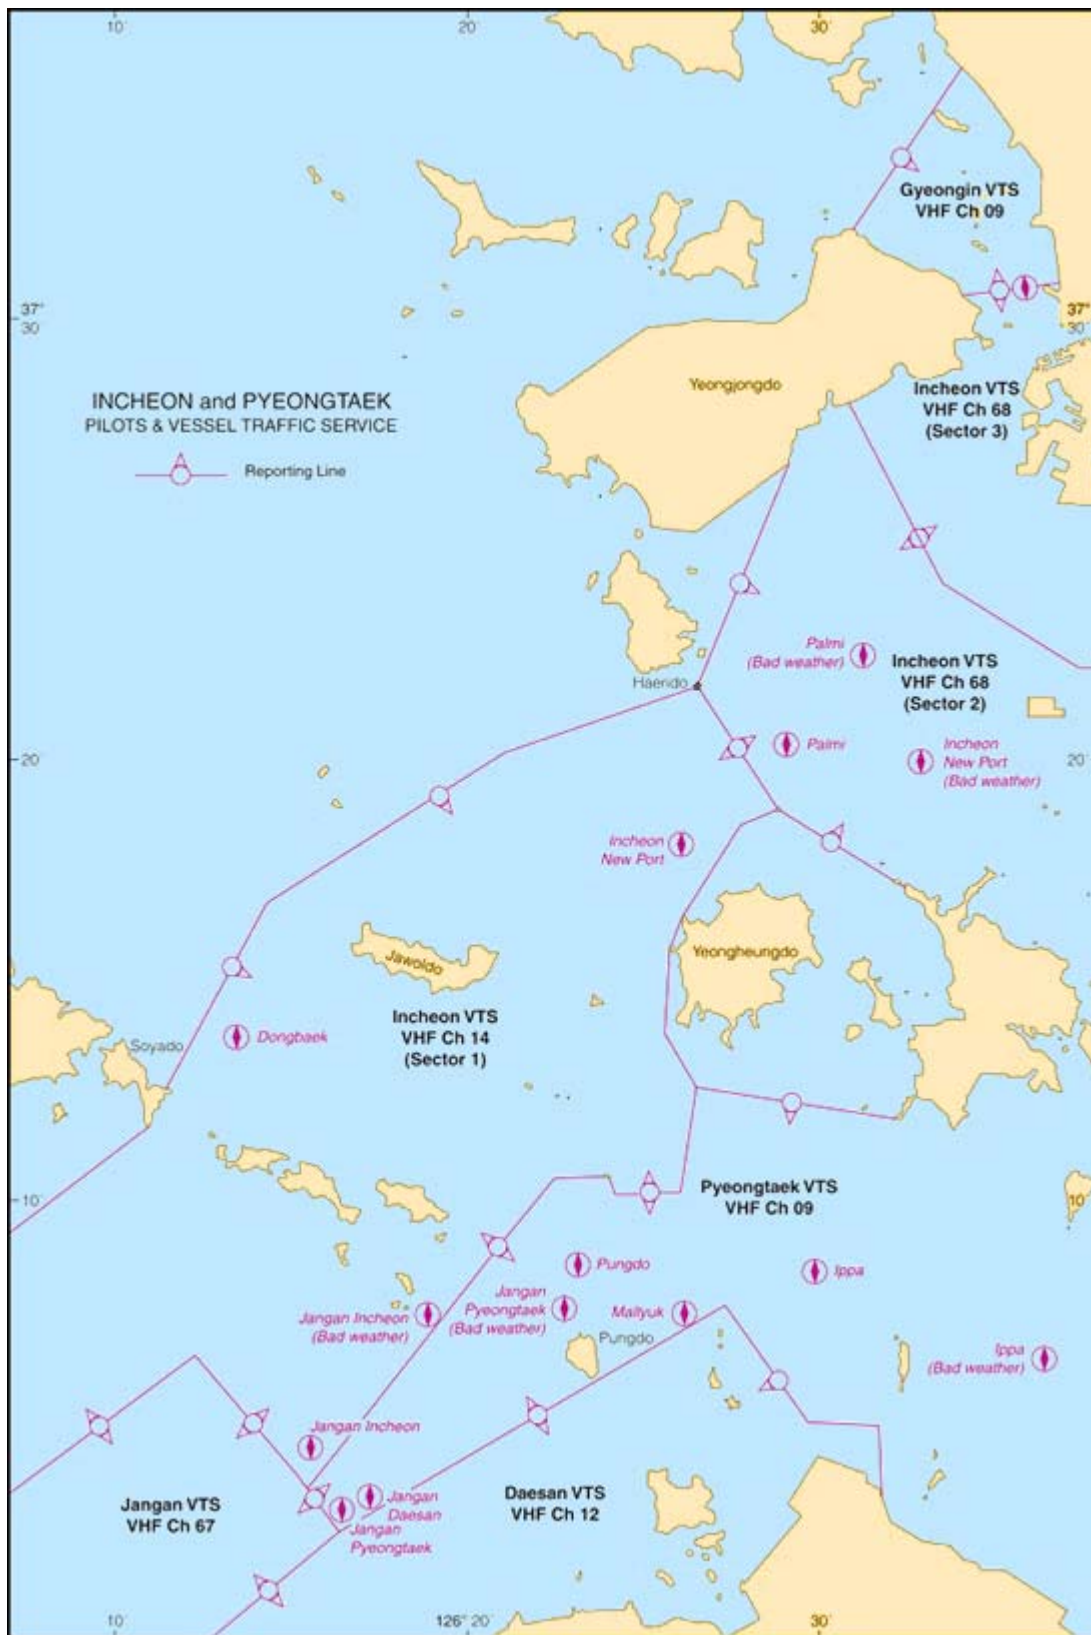 10'
20'
30'
Gyeongin VTS
VHF Ch 09
37°
30'
37°
30'
Yeongjongdo
INCHEON and PYEONGTAEK
PILOTS & VESSEL TRAFFIC SERVICE
Reporting Line
Incheon VTS
VHF Ch 68
(Sector 3)
Palmi
(Bad weather)
Incheon VTS
VHF Ch 68
(Sector 2)
Haerido
20'
Palmi
Incheon
New Port
(Bad weather)
20'
Incheon
New Port
Jawoldo
Yeongheungdo
Incheon VTS
VHF Ch 14
(Sector 1)
Soyado
Dongbaek
10'
Pyeongtaek VTS
VHF Ch 09
10'
Pungdo
Ippa
Jangan Incheon
(Bad weather)
Jangan
Pyeongtaek
(Bad weather)
Mallyuk
Pungdo
Ippa
(Bad weather)
Jangan Incheon
Jangan VTS
VHF Ch 67
Jangan
Daesan
Jangan
Pyeongtaek
Daesan VTS
VHF Ch 12
10'
126° 20'
30'